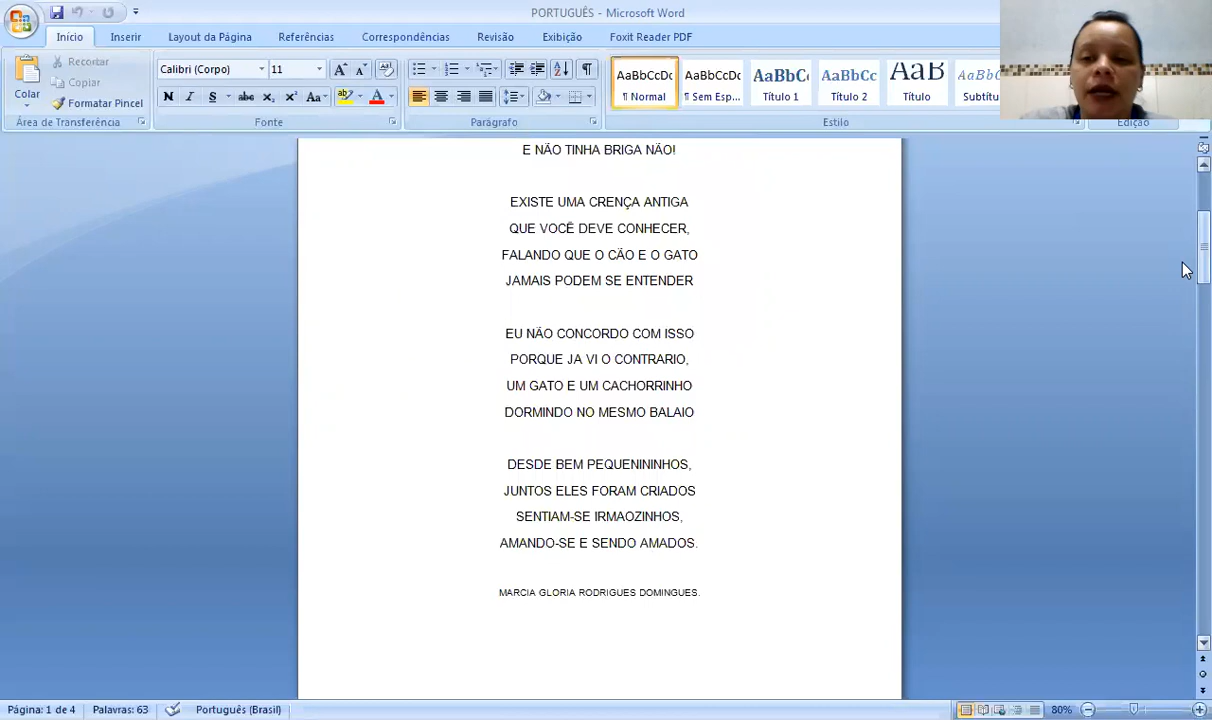 PORTUGUÊS - Microsoft Word
Início Inserir Layout da Página Referências Correspondências Revisão Exibição Foxit Reader PDF
Colar
Recortar
Copiar
Formatar Pincel
Área de Transferência
Calibri (Corpo) 11
N I S abc x₂ x² Aa
Fonte
Parágrafo
AaBbCcDc AaBbCcDc AaBbC AaBbCc AaB AaBbCc
¶ Normal ¶ Sem Esp... Título 1 Título 2 Título Subtítu
Estilo
Edição
E NÃO TINHA BRIGA NÃO!
EXISTE UMA CRENÇA ANTIGA
QUE VOCÊ DEVE CONHECER,
FALANDO QUE O CÃO E O GATO
JAMAIS PODEM SE ENTENDER
EU NÃO CONCORDO COM ISSO
PORQUE JA VI O CONTRARIO,
UM GATO E UM CACHORRINHO
DORMINDO NO MESMO BALAIO
DESDE BEM PEQUENININHOS,
JUNTOS ELES FORAM CRIADOS
SENTIAM-SE IRMAOZINHOS,
AMANDO-SE E SENDO AMADOS.
MARCIA GLORIA RODRIGUES DOMINGUES.
Página: 1 de 4 Palavras: 63 Português (Brasil) 80%